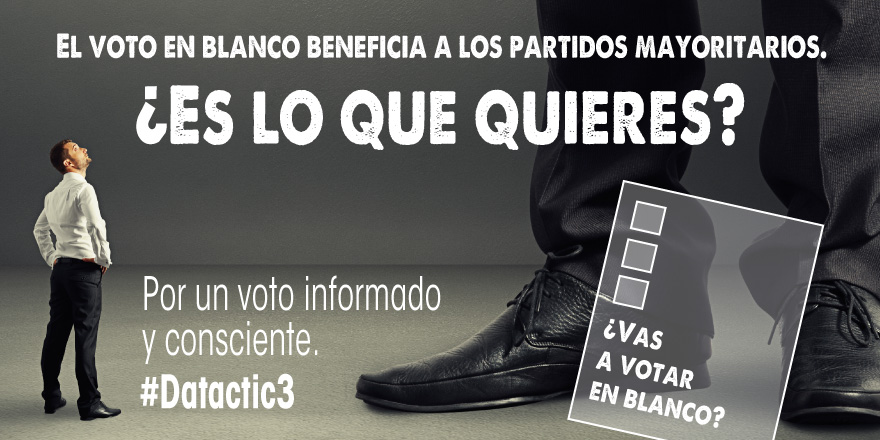 El voto en blanco beneficia a los partidos mayoritarios.
¿Es lo que quieres?
Por un voto informado
y consciente.
#Datactic3
¿Vas
a votar
en blanco?